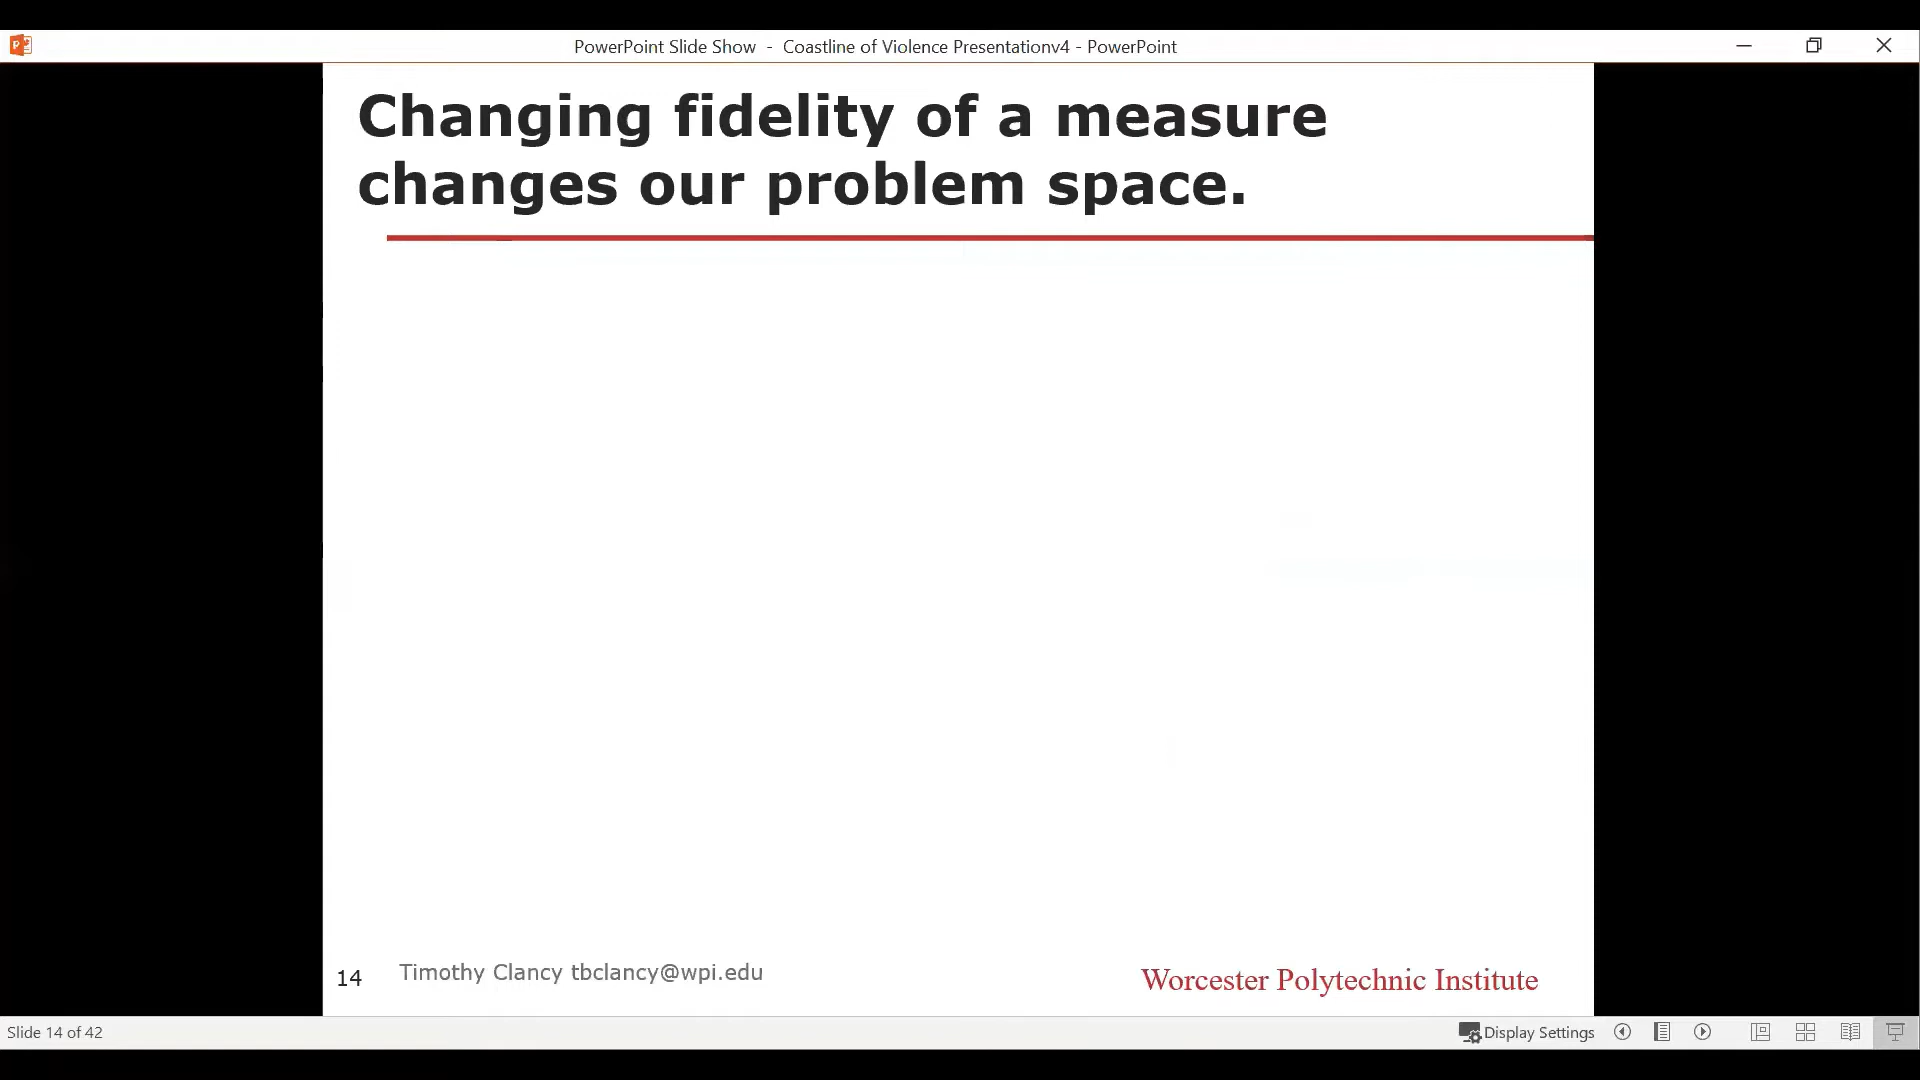 PowerPoint Slide Show - Coastline of Violence Presentationv4 - PowerPoint
Changing fidelity of a measure
changes our problem space.
14
Timothy Clancy tbclancy@wpi.edu
Worcester Polytechnic Institute
Slide 14 of 42
Display Settings